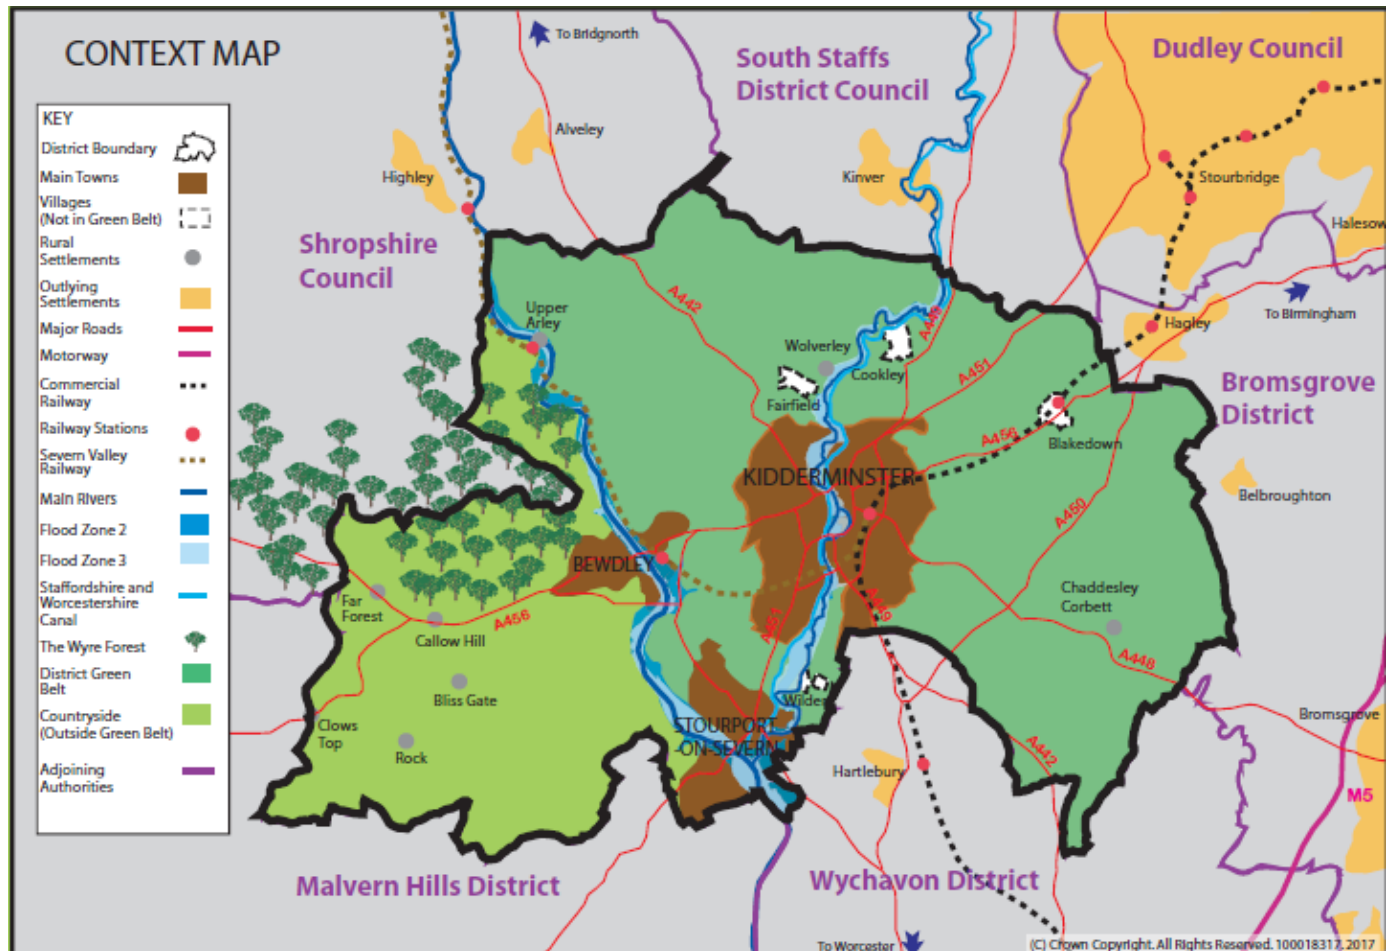 CONTEXT MAP
KEY
District Boundary
Main Towns
Villages
(Not in Green Belt)
Rural
Settlements
Outlying
Settlements
Major Roads
Motorway
Commercial
Railway
Railway Stations
Severn Valley
Railway
Main Rivers
Flood Zone 2
Flood Zone 3
Staffordshire and
Worcestershire
Canal
The Wyre Forest
District Green
Belt
Countryside
(Outside Green Belt)
Adjoining
Authorities
To Bridgnorth
South Staffs
District Council
Dudley Council
Alveley
Highley
Kinver
Stourbridge
Halesow
Shropshire
Council
Upper
Arley
A442
Wolverley
Cookley
A449
A451
Hagley
To Birmingham
Fairfield
Blakedown
Bromsgrove
District
A456
KIDDERMINSTER
Belbroughton
A450
BEWDLEY
Far
Forest
Callow Hill
A456
A451
A449
Chaddesley
Corbett
A448
Bliss Gate
Wilden
Clows
Top
Rock
STOURPORT
-ON-SEVERN
Hartlebury
A442
Bromsgrove
M5
Malvern Hills District
Wychavon District
To Worcester
(C) Crown Copyright. All Rights Reserved. 100018317. 2017